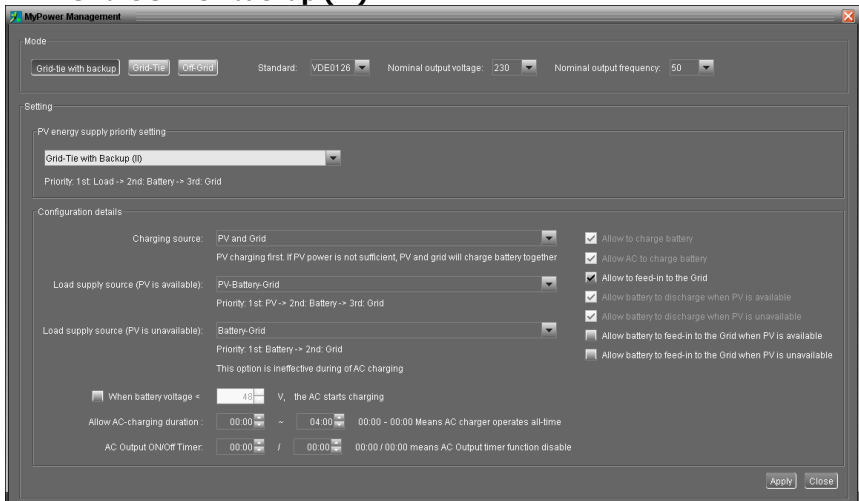 MyPower Management
Mode
Grid-tie with backup Grid-Tie Off-Grid Standard: VDE0126 Nominal output voltage: 230 Nominal output frequency: 50
Setting
PV energy supply priority setting
Grid-Tie with Backup (II)
Priority: 1st: Load -> 2nd: Battery -> 3rd: Grid
Configuration details
Charging source: PV and Grid
PV charging first. If PV power is not sufficient, PV and grid will charge battery together
Load supply source (PV is available): PV-Battery-Grid
Priority: 1st: PV -> 2nd: Battery -> 3rd: Grid
Load supply source (PV is unavailable): Battery-Grid
Priority: 1st: Battery -> 2nd: Grid
This option is ineffective during of AC charging
When battery voltage < 48 V, the AC starts charging
Allow AC-charging duration : 00:00 ~ 04:00 00:00 - 00:00 Means AC charger operates all-time
AC Output ON/Off Timer: 00:00 / 00:00 00:00 / 00:00 means AC Output timer function disable
Allow to charge battery
Allow AC to charge battery
Allow to feed-in to the Grid
Allow battery to discharge when PV is available
Allow battery to discharge when PV is unavailable
Allow battery to feed-in to the Grid when PV is available
Allow battery to feed-in to the Grid when PV is unavailable
Apply Close